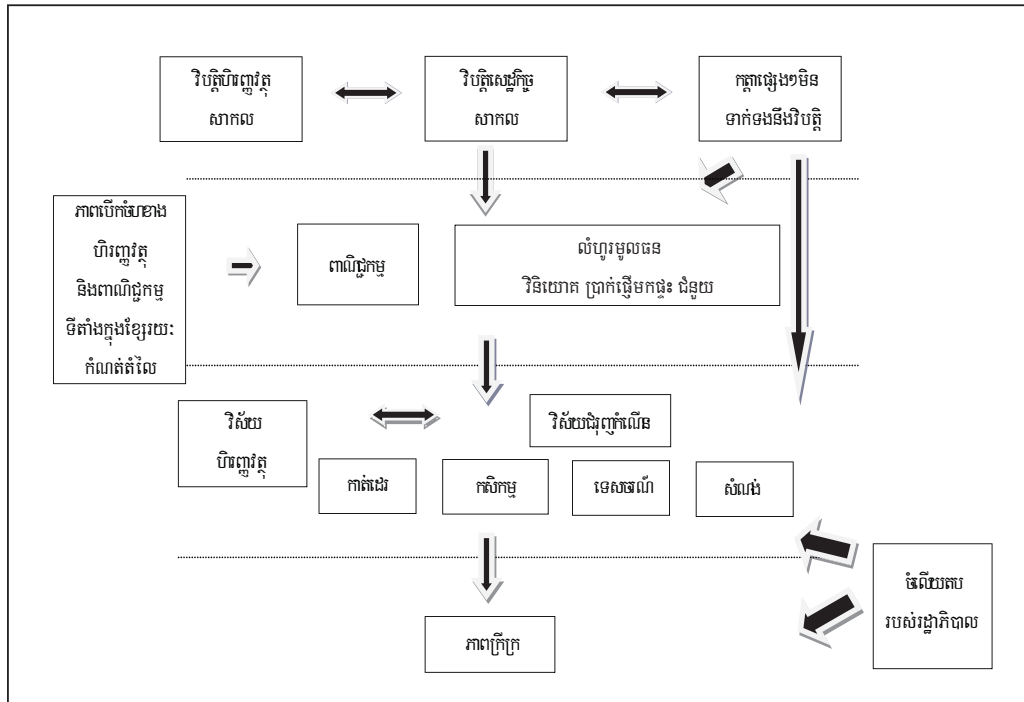 វិបត្តិហិរញ្ញវត្ថុ
សាកល
វិបត្តិសេដ្ឋកិច្ច
សាកល
កត្តាផ្សេងៗមិន
ទាក់ទងនឹងវិបត្តិ
ភាពបើកចំហខាង
ហិរញ្ញវត្ថុ
និងពាណិជ្ជកម្ម
ទីតាំងក្នុងខ្សែរយៈ
កំណត់តំលៃ
ពាណិជ្ជកម្ម
លំហូរមូលធន
វិនិយោគ ប្រាក់ផ្ញើមកផ្ទះ ជំនួយ
វិស័យ
ហិរញ្ញវត្ថុ
វិស័យជំរុញកំណើន
កាត់ដេរ
កសិកម្ម
ទេសចរណ៍
សំណង់
ចំលើយតប
របស់រដ្ឋាភិបាល
ភាពក្រីក្រ